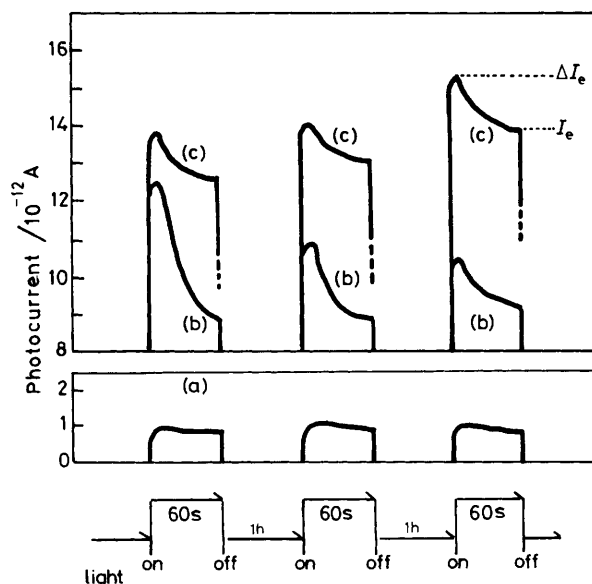 Photocurrent /10⁻¹² A
16
14
12
10
8
ΔIₑ
Iₑ
(c)
(c)
(c)
(b)
(b)
(b)
(a)
2
1
0
60s
1h
60s
1h
60s
light
on
off
on
off
on
off